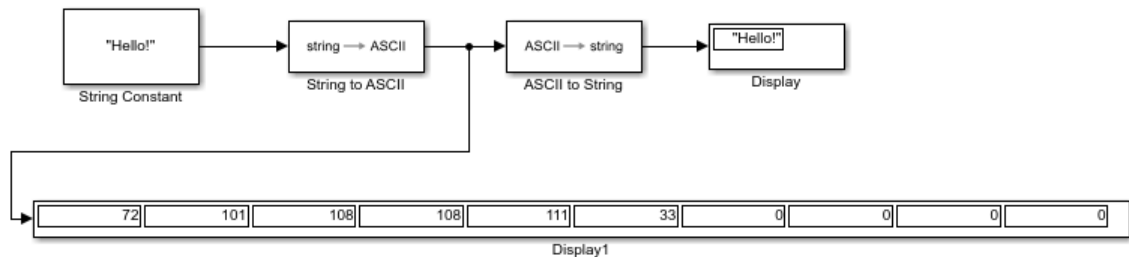 "Hello!" string → ASCII ASCII → string "Hello!"
String Constant String to ASCII ASCII to String Display
72 101 108 108 111 33 0 0 0 0
Display1